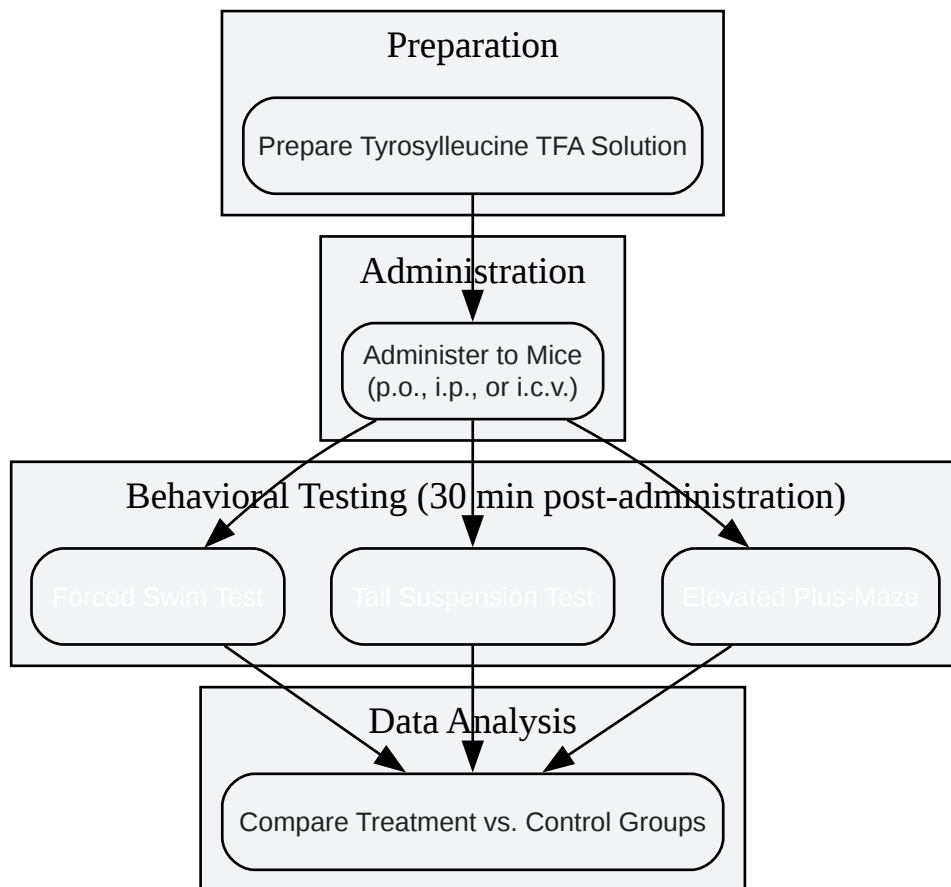 Preparation
Prepare Tyrosylleucine TFA Solution
Administration
Administer to Mice
(p.o., i.p., or i.c.v.)
Behavioral Testing (30 min post-administration)
Forced Swim Test
Tail Suspension Test
Elevated Plus-Maze
Data Analysis
Compare Treatment vs. Control Groups